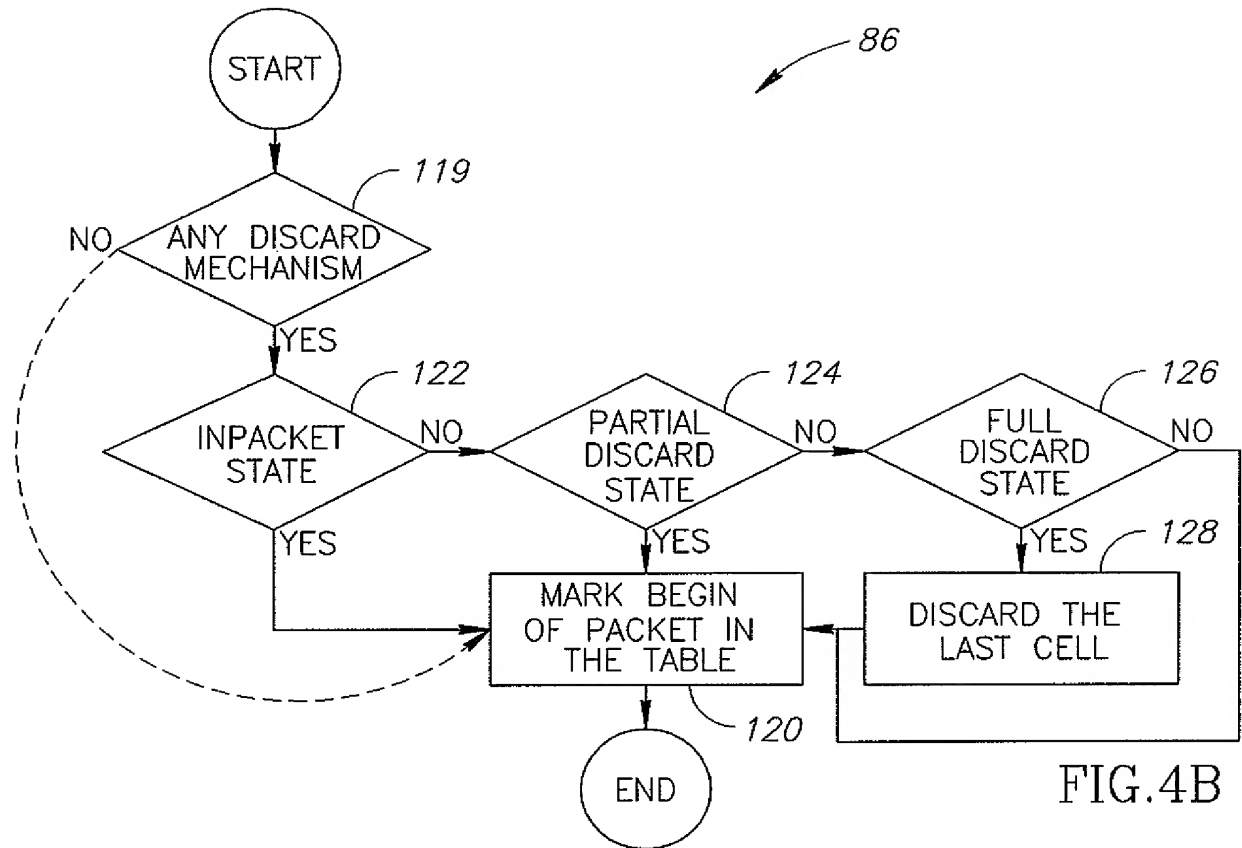 86
START
119
NO
ANY DISCARD
MECHANISM
YES
122
124
126
INPACKET
STATE
NO
PARTIAL
DISCARD
STATE
NO
FULL
DISCARD
STATE
NO
YES
YES
YES
128
MARK BEGIN
OF PACKET IN
THE TABLE
DISCARD THE
LAST CELL
120
END
FIG.4B